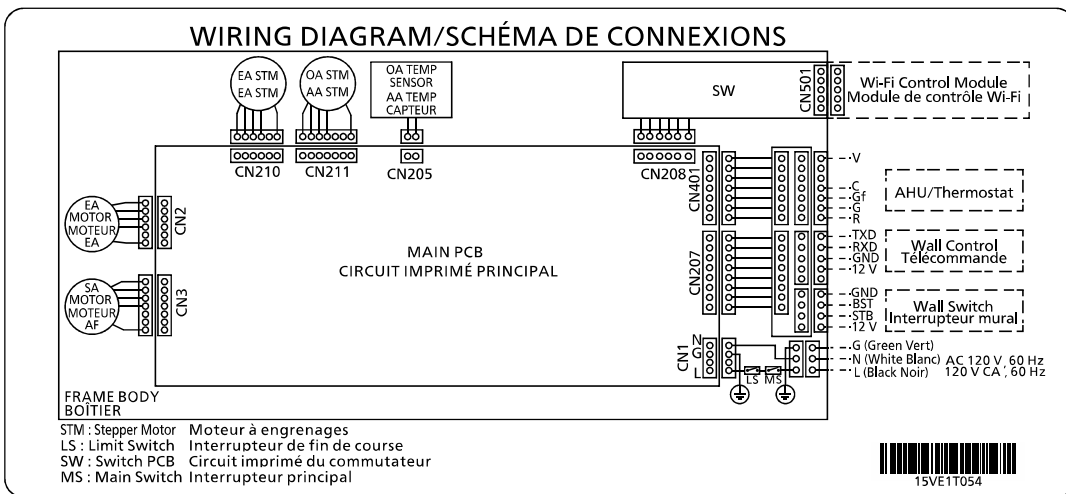 WIRING DIAGRAM/SCHÉMA DE CONNEXIONS
EA STM
EA STM
OA STM
AA STM
OA TEMP
SENSOR
AA TEMP
CAPTEUR
SW
CN501
Wi-Fi Control Module
Module de contrôle Wi-Fi
CN210
CN211
CN205
CN208
CN401
V
C
Gf
G
R
AHU/Thermostat
EA
MOTOR
MOTEUR
EA
CN2
MAIN PCB
CIRCUIT IMPRIMÉ PRINCIPAL
CN207
TXD
RXD
GND
12 V
Wall Control
Télécommande
SA
MOTOR
MOTEUR
AF
CN3
GND
BST
STB
12 V
Wall Switch
Interrupteur mural
CN1
N
G
L
LS
MS
G (Green Vert)
N (White Blanc)
L (Black Noir)
AC 120 V, 60 Hz
120 V CA, 60 Hz
FRAME BODY
BOÎTIER
STM : Stepper Motor Moteur à engrenages
LS : Limit Switch Interrupteur de fin de course
SW : Switch PCB Circuit imprimé du commutateur
MS : Main Switch Interrupteur principal
15VE1T054